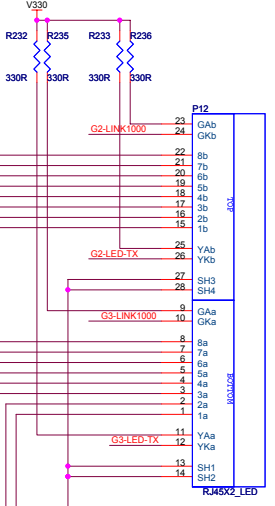 V330
R232 R235 R233 R236
330R 330R 330R 330R
P12
23 GAb
G2-LINK1000 24 GKb
22 8b
21 7b
20 6b
19 5b
18 4b
17 3b
16 2b
15 1b
TOP
25 YAb
G2-LED-TX 26 YKb
27 SH3
28 SH4
9 GAa
G3-LINK1000 10 GKa
8 8a
7 7a
6 6a
5 5a
4 4a
3 3a
2 2a
1 1a
BOTTOM
11 YAa
G3-LED-TX 12 YKa
13 SH1
14 SH2
RJ45X2_LED